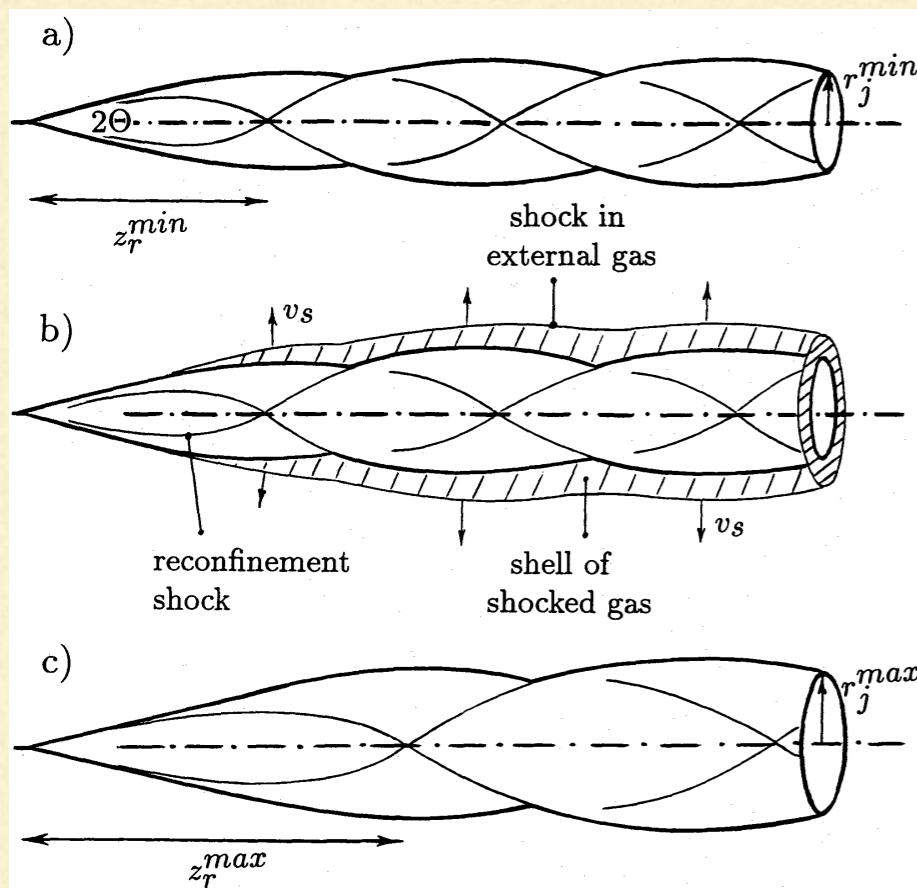 a)
r_j^{min}
2Θ
z_r^{min}
shock in
external gas
b)
v_s
v_s
reconfinement
shock
shell of
shocked gas
c)
r_j^{max}
z_r^{max}